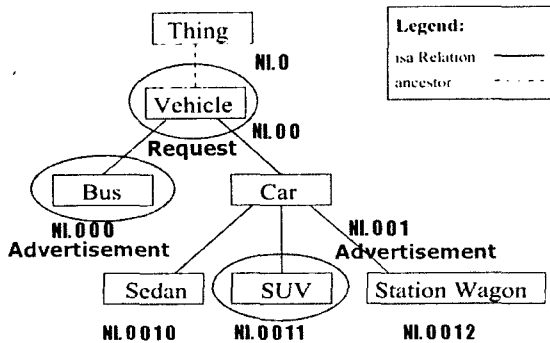 Thing
Legend:
isa Relation
ancestor
NI.0
Vehicle
NI.00
Request
Bus
Car
NI.000
Advertisement
NI.001
Advertisement
Sedan
SUV
Station Wagon
NI.0010
NI.0011
NI.0012